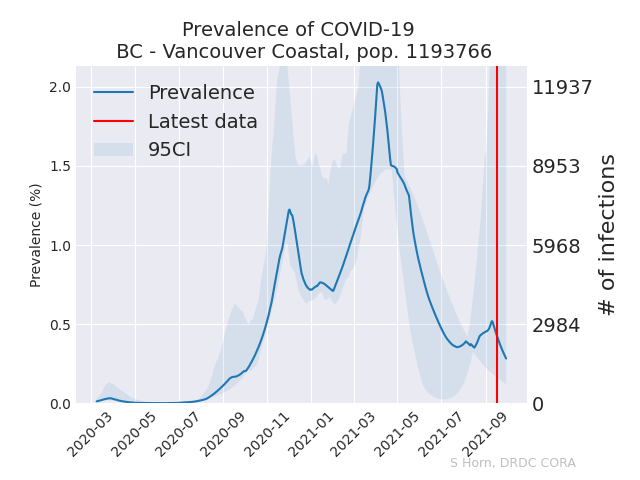 Prevalence of COVID-19
BC - Vancouver Coastal, pop. 1193766
Prevalence
Latest data
95CI
Prevalence (%)
2.0
1.5
1.0
0.5
0.0
11937
8953
5968
2984
0
# of infections
2020-03
2020-05
2020-07
2020-09
2020-11
2021-01
2021-03
2021-05
2021-07
2021-09
S Horn, DRDC CORA